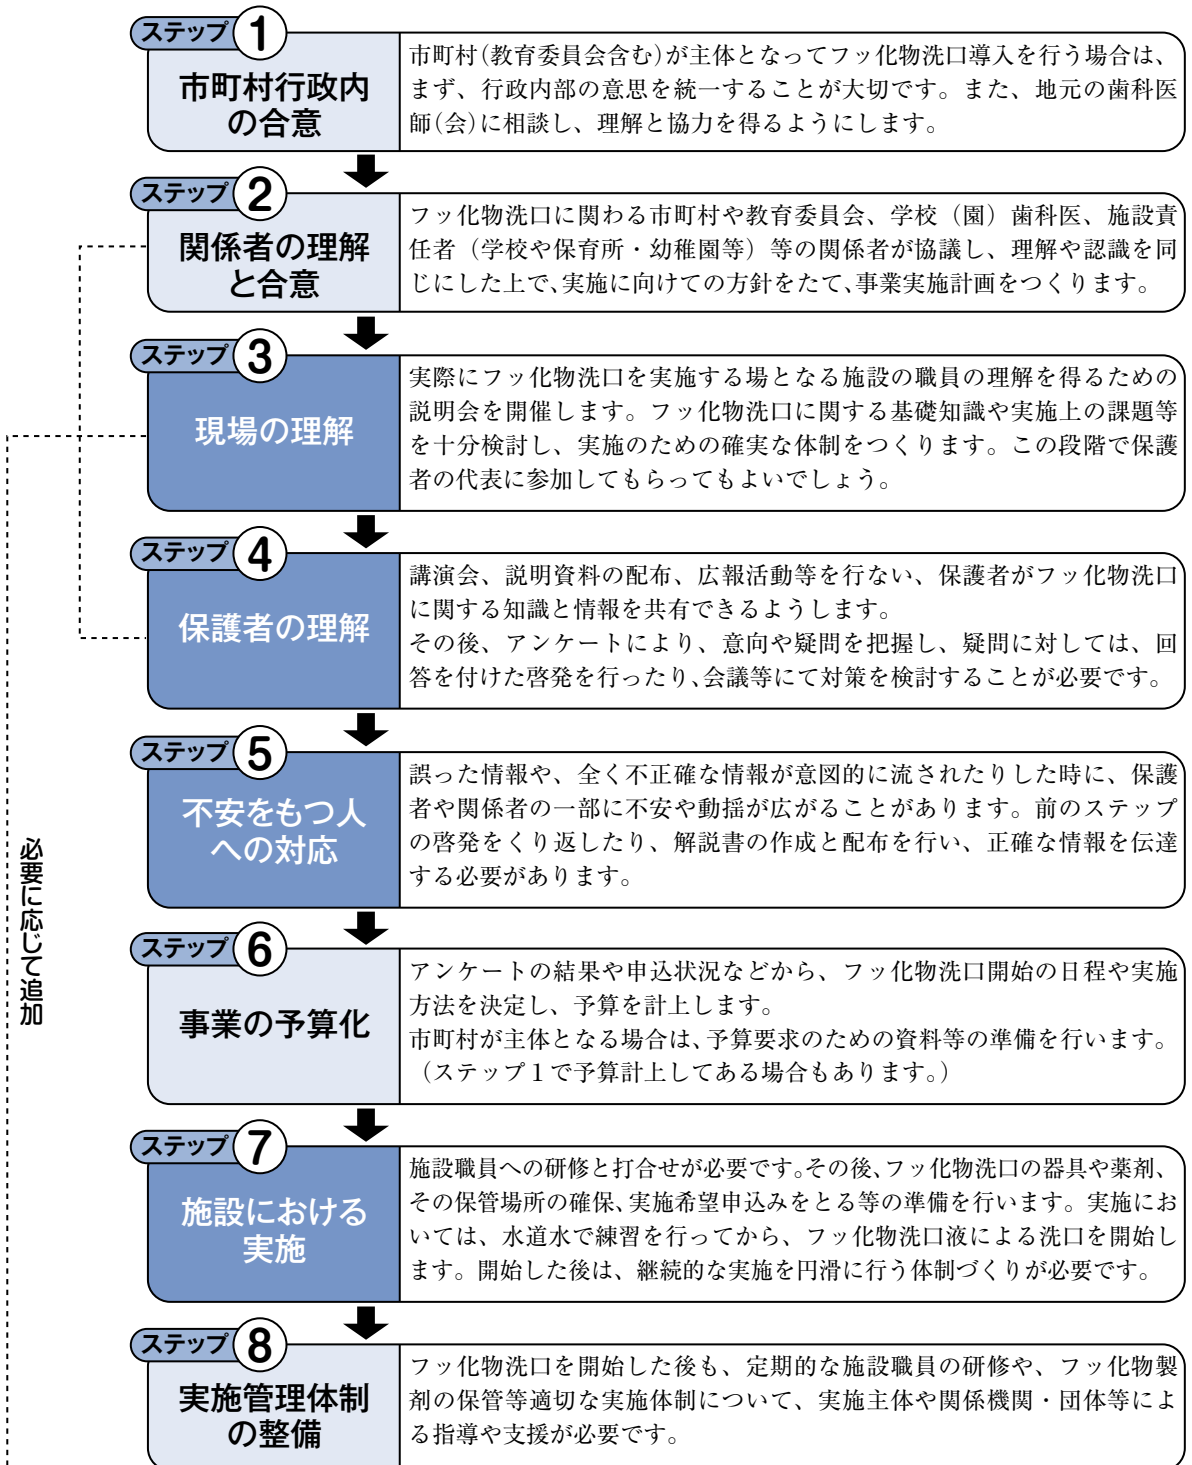 ステップ 1
市町村行政内
の合意
市町村(教育委員会含む)が主体となってフッ化物洗口導入を行う場合は、
まず、行政内部の意思を統一することが大切です。また、地元の歯科医
師(会)に相談し、理解と協力を得るようにします。
ステップ 2
関係者の理解
と合意
フッ化物洗口に関わる市町村や教育委員会、学校（園）歯科医、施設責
任者（学校や保育所・幼稚園等）等の関係者が協議し、理解や認識を同
じにした上で、実施に向けての方針をたて、事業実施計画をつくります。
ステップ 3
現場の理解
実際にフッ化物洗口を実施する場となる施設の職員の理解を得るための
説明会を開催します。フッ化物洗口に関する基礎知識や実施上の課題等
を十分検討し、実施のための確実な体制をつくります。この段階で保護
者の代表に参加してもらってもよいでしょう。
ステップ 4
保護者の理解
講演会、説明資料の配布、広報活動等を行ない、保護者がフッ化物洗口
に関する知識と情報を共有できるようします。
その後、アンケートにより、意向や疑問を把握し、疑問に対しては、回
答を付けた啓発を行ったり、会議等にて対策を検討することが必要です。
ステップ 5
不安をもつ人
への対応
誤った情報や、全く不正確な情報が意図的に流されたりした時に、保護
者や関係者の一部に不安や動揺が広がることがあります。前のステップ
の啓発をくり返したり、解説書の作成と配布を行い、正確な情報を伝達
する必要があります。
ステップ 6
事業の予算化
アンケートの結果や申込状況などから、フッ化物洗口開始の日程や実施
方法を決定し、予算を計上します。
市町村が主体となる場合は、予算要求のための資料等の準備を行います。
（ステップ１で予算計上してある場合もあります。）
ステップ 7
施設における
実施
施設職員への研修と打合せが必要です。その後、フッ化物洗口の器具や薬剤、
その保管場所の確保、実施希望申込みをとる等の準備を行います。実施にお
いては、水道水で練習を行ってから、フッ化物洗口液による洗口を開始し
ます。開始した後は、継続的な実施を円滑に行う体制づくりが必要です。
ステップ 8
実施管理体制
の整備
フッ化物洗口を開始した後も、定期的な施設職員の研修や、フッ化物製
剤の保管等適切な実施体制について、実施主体や関係機関・団体等によ
る指導や支援が必要です。
必要に応じて追加